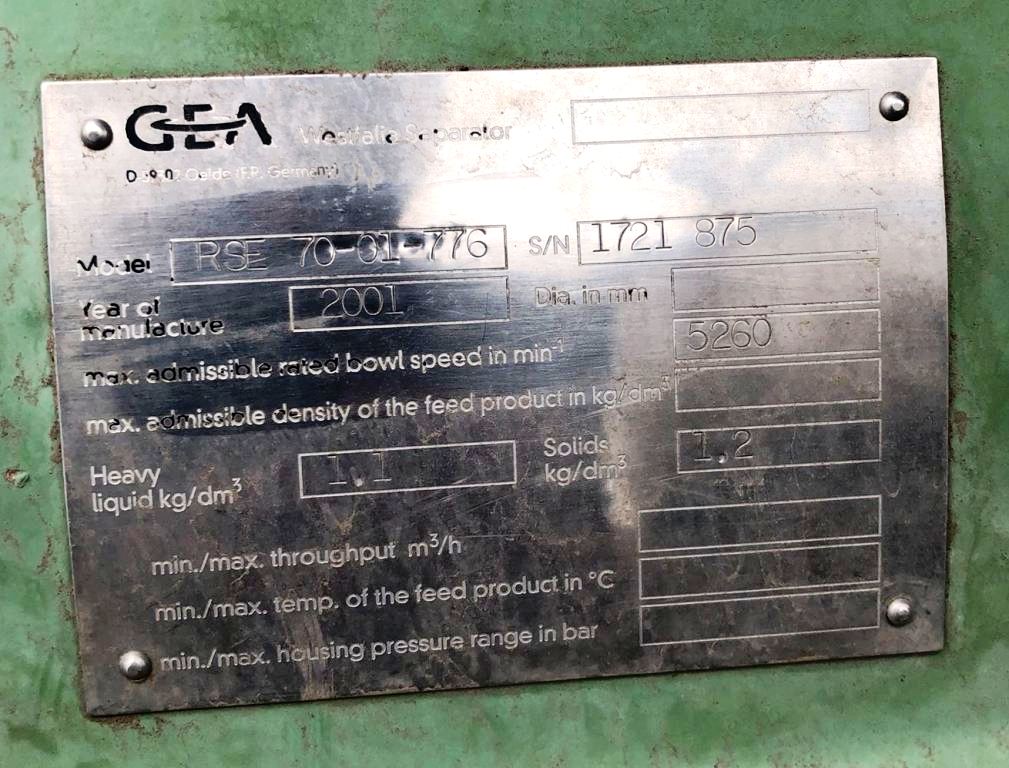 GEA Westfalia Separator
Oelde (F.R. Germany)
Model RSE 70-01-776 S/N 1721 875
Year of manufacture 2001 Dia. in mm
max. admissible rated bowl speed in min⁻¹ 5260
max. admissible density of the feed product in kg/dm³
Heavy liquid kg/dm³ 1,1 Solids kg/dm³ 1,2
min./max. throughput m³/h
min./max. temp. of the feed product in °C
min./max. housing pressure range in bar